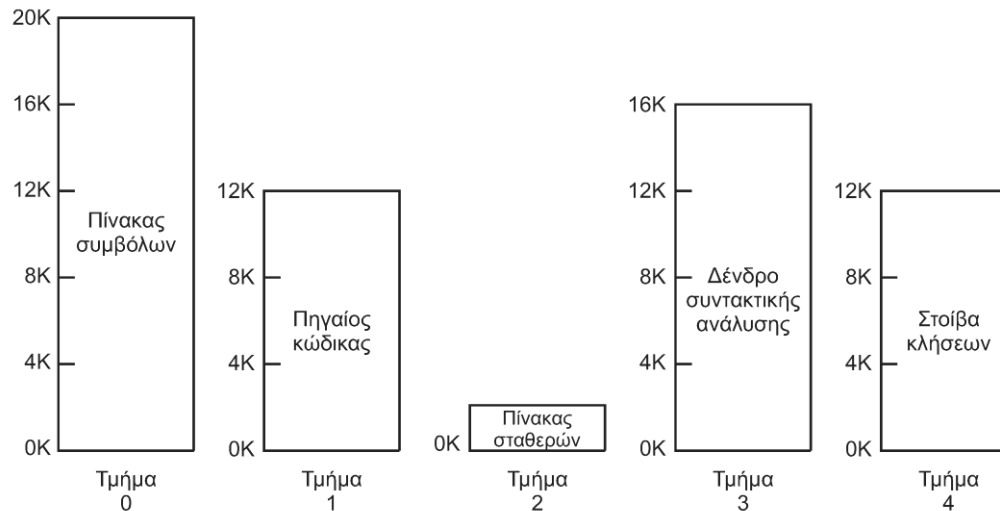 20K
16K
12K
8K
4K
0K
Πίνακας
συμβόλων
Τμήμα
0
12K
8K
4K
0K
Πηγαίος
κώδικας
Τμήμα
1
0K
Πίνακας
σταθερών
Τμήμα
2
16K
12K
8K
4K
0K
Δένδρο
συντακτικής
ανάλυσης
Τμήμα
3
12K
8K
4K
0K
Στοίβα
κλήσεων
Τμήμα
4